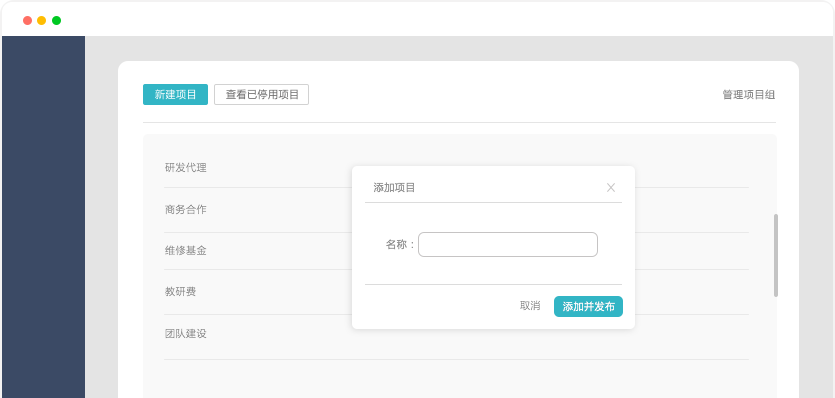 新建项目 查看已停用项目 管理项目组
研发代理
添加项目
商务合作
名称：
维修基金
教研费
取消 添加并发布
团队建设